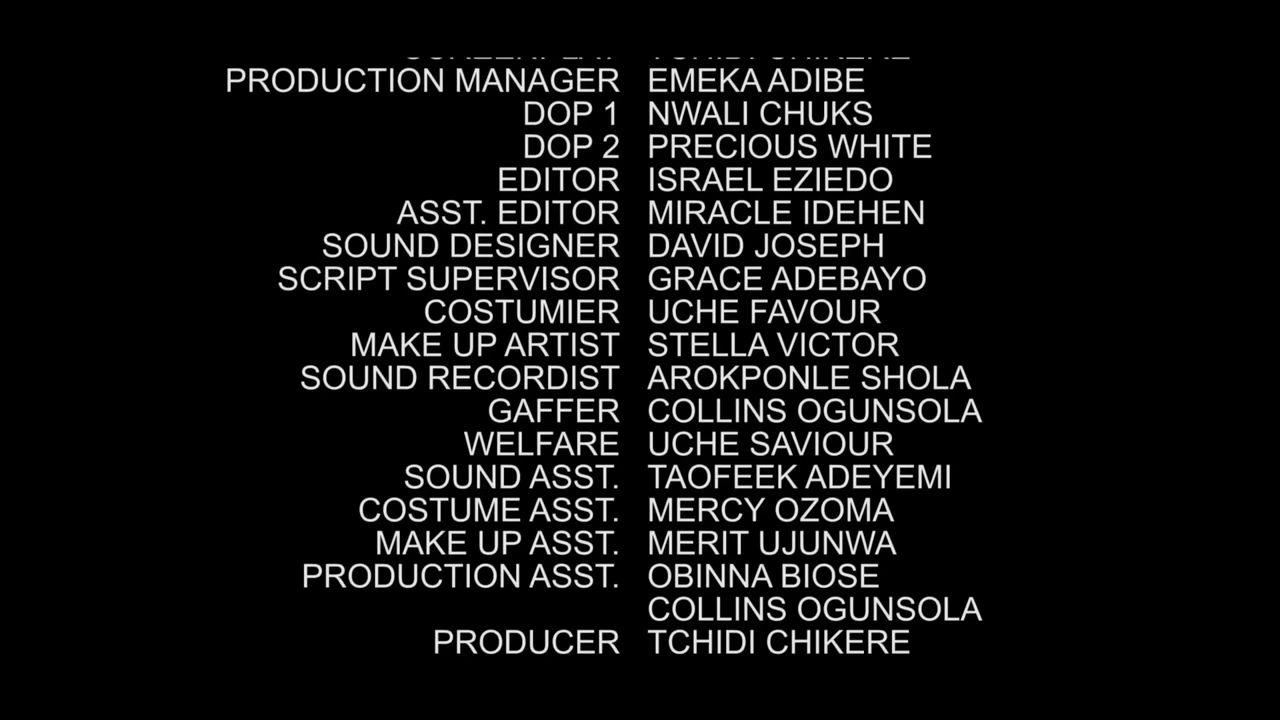 SCREENPLAY TCHIDI CHIKERE
PRODUCTION MANAGER EMEKA ADIBE
DOP 1 NWALI CHUKS
DOP 2 PRECIOUS WHITE
EDITOR ISRAEL EZIEDO
ASST. EDITOR MIRACLE IDEHEN
SOUND DESIGNER DAVID JOSEPH
SCRIPT SUPERVISOR GRACE ADEBAYO
COSTUMIER UCHE FAVOUR
MAKE UP ARTIST STELLA VICTOR
SOUND RECORDIST AROKPONLE SHOLA
GAFFER COLLINS OGUNSOLA
WELFARE UCHE SAVIOUR
SOUND ASST. TAOFEEK ADEYEMI
COSTUME ASST. MERCY OZOMA
MAKE UP ASST. MERIT UJUNWA
PRODUCTION ASST. OBINNA BIOSE
COLLINS OGUNSOLA
PRODUCER TCHIDI CHIKERE